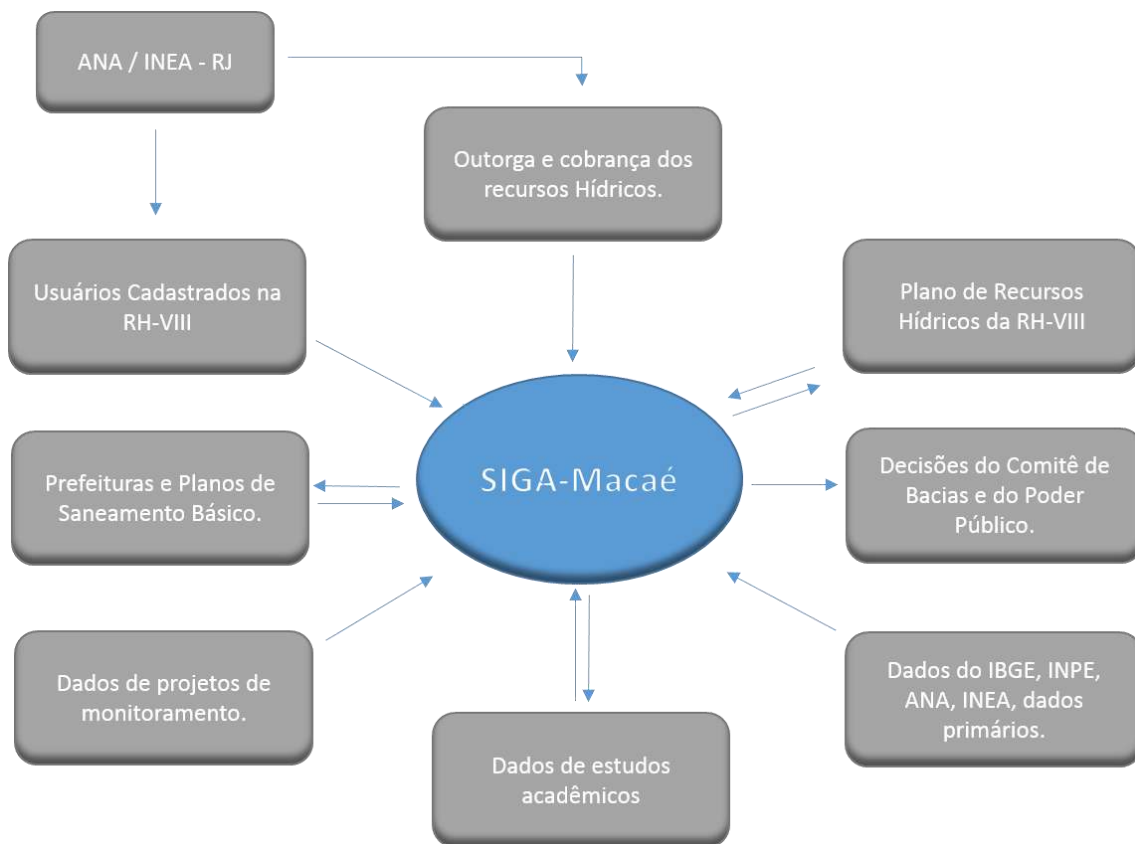 ANA / INEA - RJ
Outorga e cobrança dos
recursos Hídricos.
Usuários Cadastrados na
RH-VIII
Plano de Recursos
Hídricos da RH-VIII
SIGA-Macaé
Prefeituras e Planos de
Saneamento Básico.
Decisões do Comitê de
Bacias e do Poder
Público.
Dados de projetos de
monitoramento.
Dados de estudos
acadêmicos
Dados do IBGE, INPE,
ANA, INEA, dados
primários.